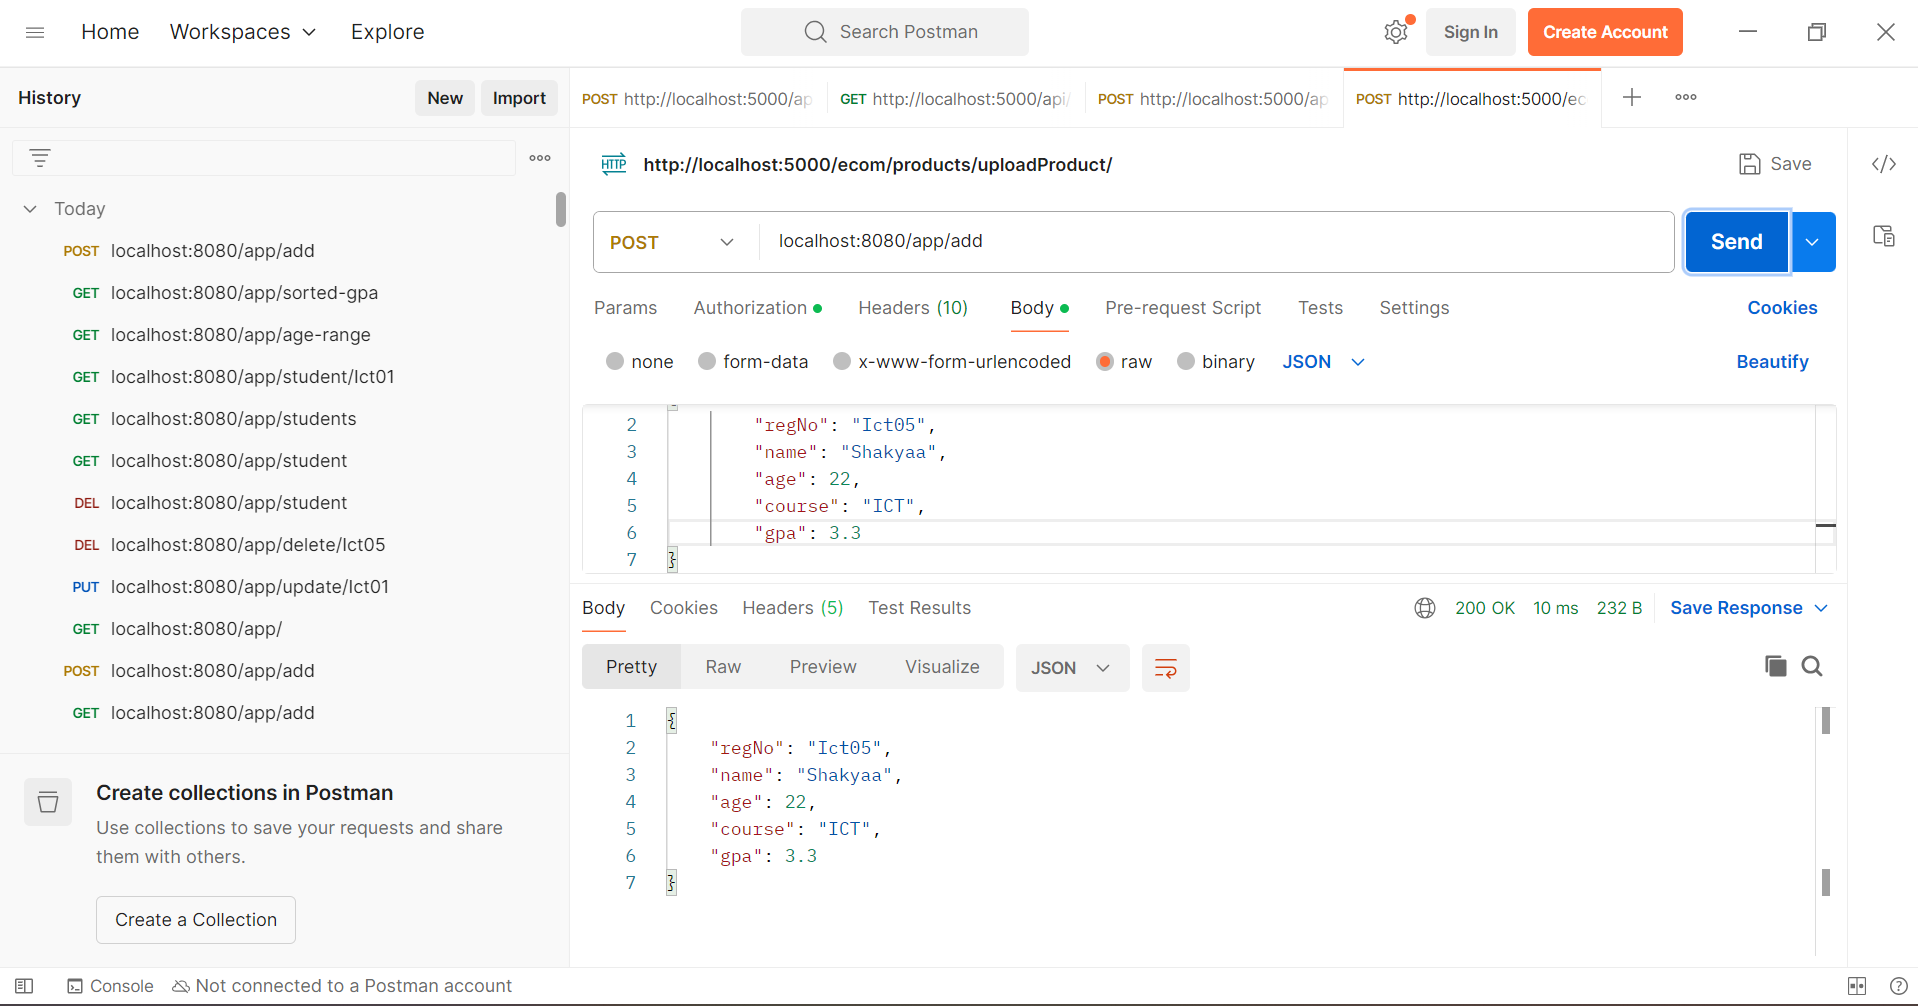 Home Workspaces Explore Search Postman Sign In Create Account
History New Import
POST http://localhost:5000/ap GET http://localhost:5000/api/ POST http://localhost:5000/ap POST http://localhost:5000/ec
HTTP http://localhost:5000/ecom/products/uploadProduct/ Save </>
Today
POST localhost:8080/app/add
GET localhost:8080/app/sorted-gpa
GET localhost:8080/app/age-range
GET localhost:8080/app/student/Ict01
GET localhost:8080/app/students
GET localhost:8080/app/student
DEL localhost:8080/app/student
DEL localhost:8080/app/delete/Ict05
PUT localhost:8080/app/update/Ict01
GET localhost:8080/app/
POST localhost:8080/app/add
GET localhost:8080/app/add
Create collections in Postman
Use collections to save your requests and share
them with others.
Create a Collection
POST localhost:8080/app/add Send
Params Authorization Headers (10) Body Pre-request Script Tests Settings Cookies
none form-data x-www-form-urlencoded raw binary JSON Beautify
2 "regNo": "Ict05",
3 "name": "Shakyaa",
4 "age": 22,
5 "course": "ICT",
6 "gpa": 3.3
7 }
Body Cookies Headers (5) Test Results 200 OK 10 ms 232 B Save Response
Pretty Raw Preview Visualize JSON
1 {
2 "regNo": "Ict05",
3 "name": "Shakyaa",
4 "age": 22,
5 "course": "ICT",
6 "gpa": 3.3
7 }
Console Not connected to a Postman account